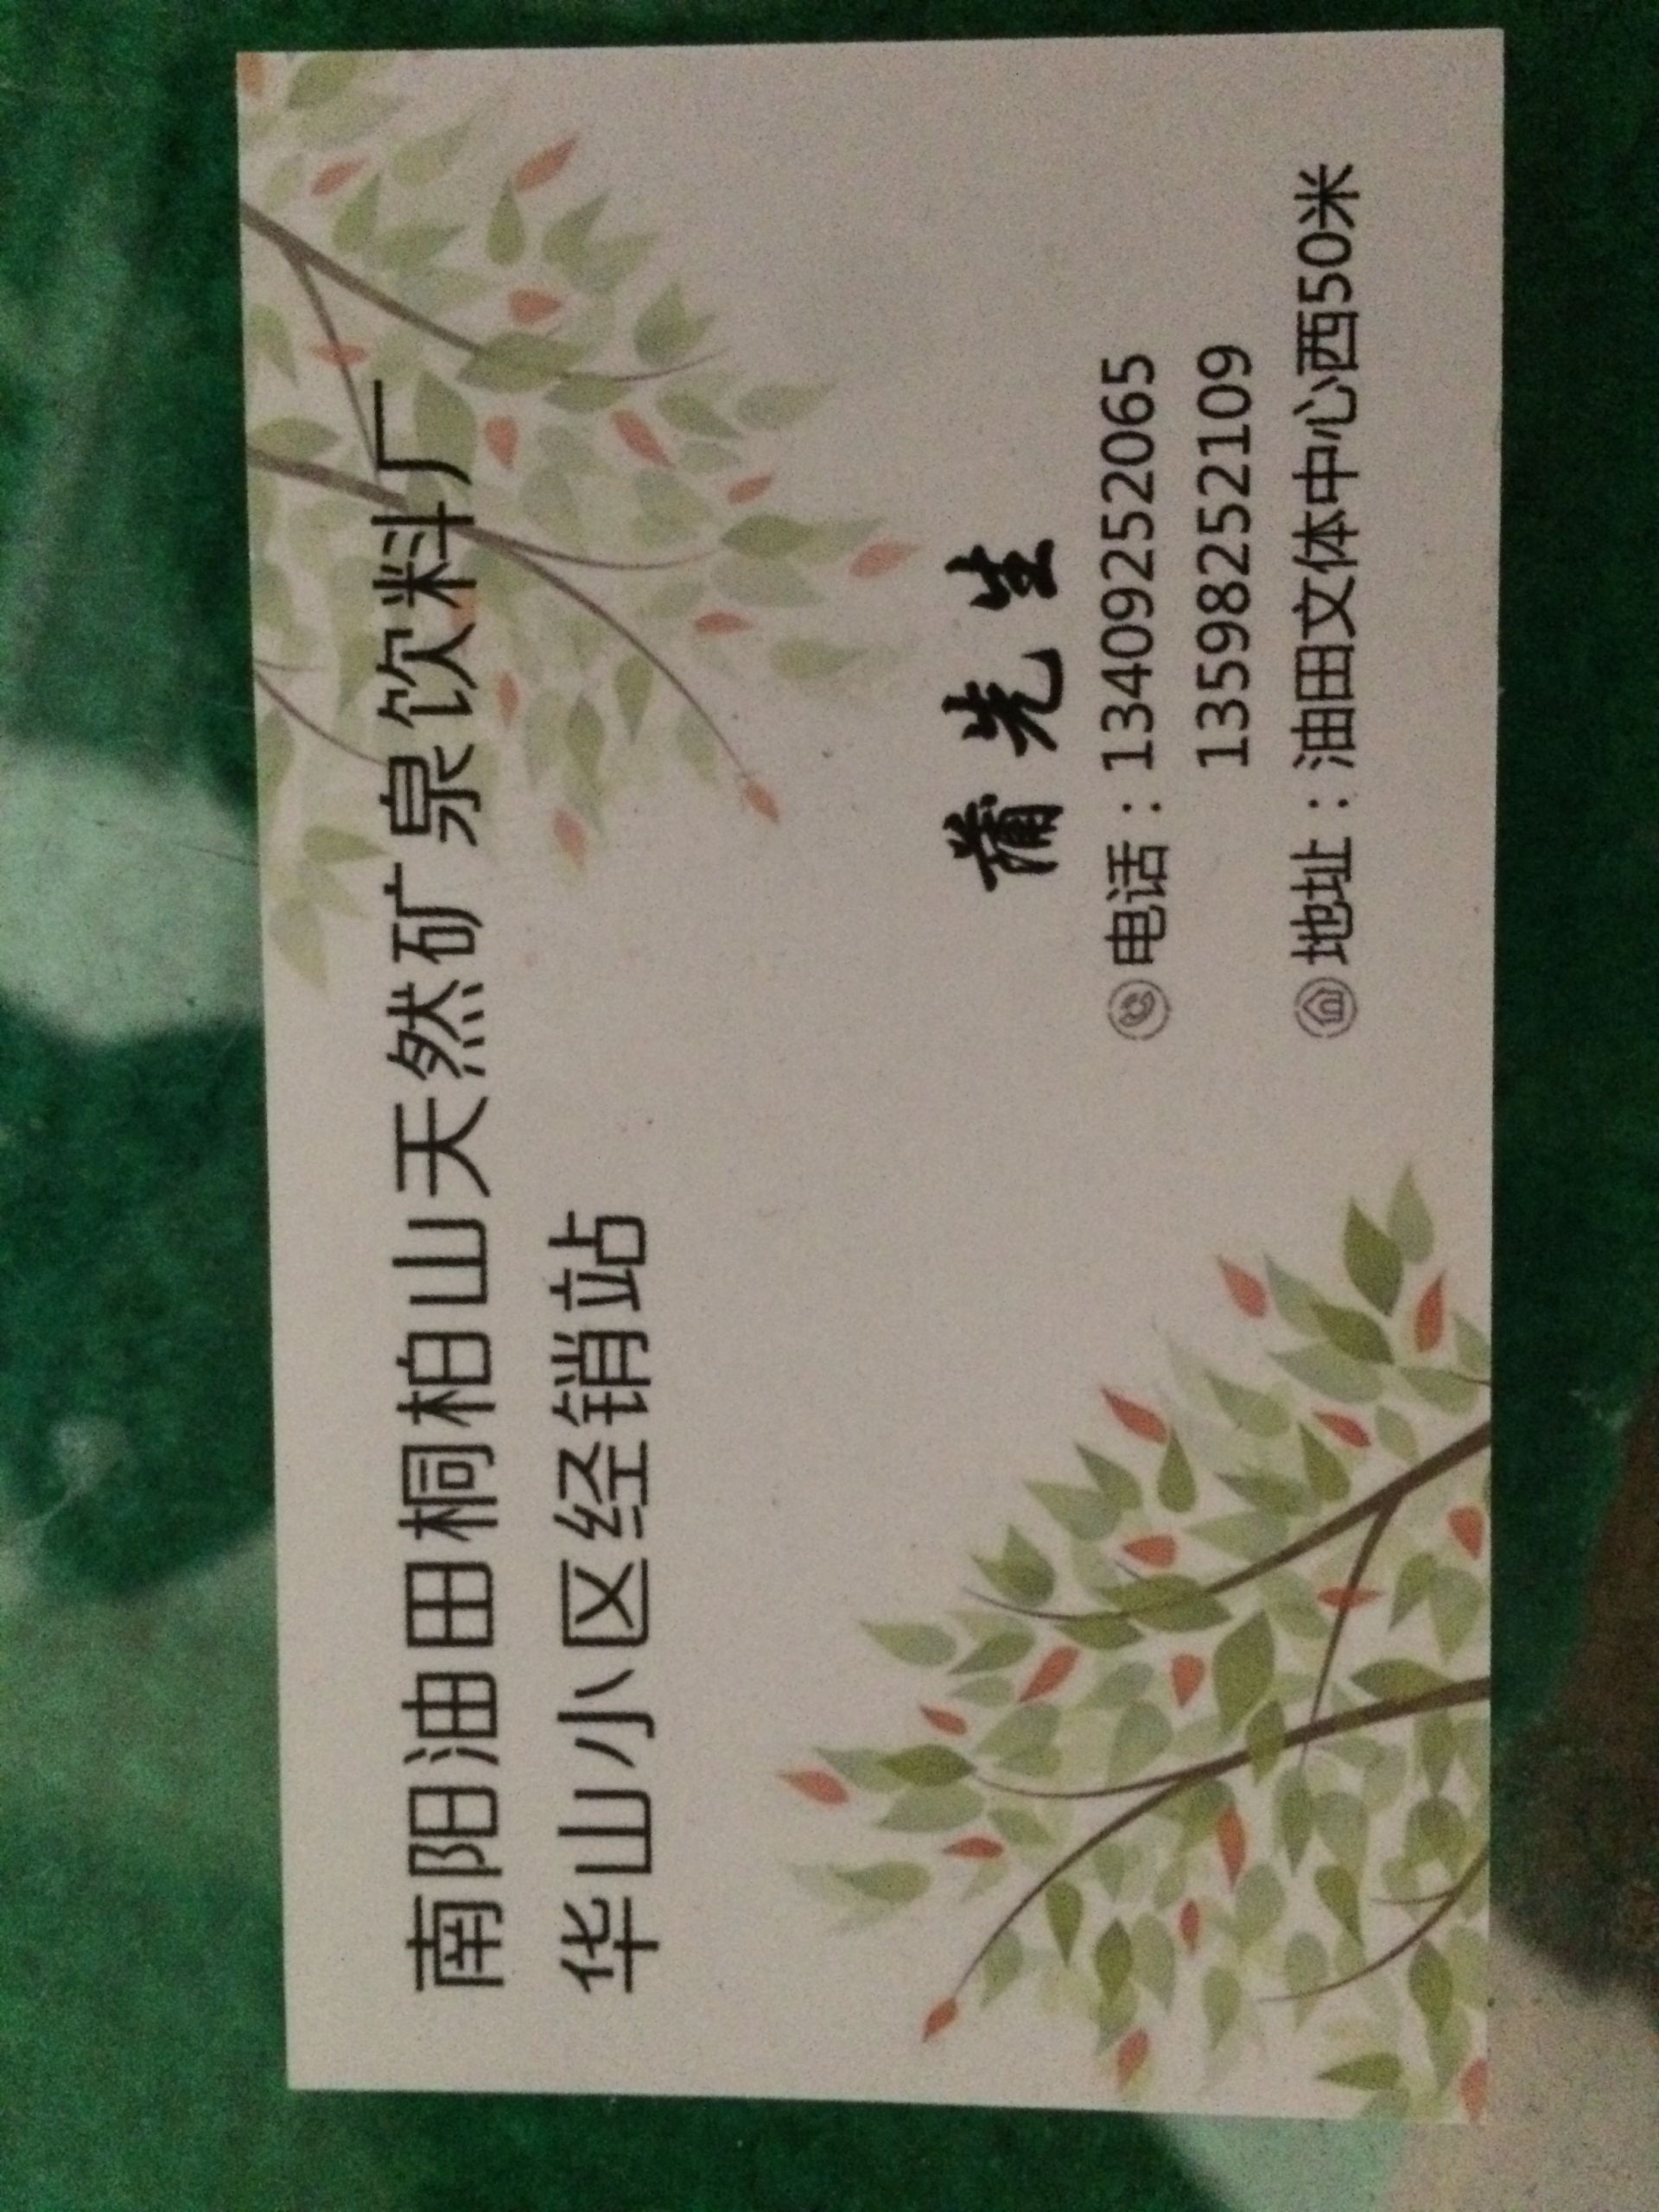 南阳油田桐柏山天然矿泉饮料厂
华山小区经销站
蒲先生
电话：13409252065
13598252109
地址：油田文体中心西50米